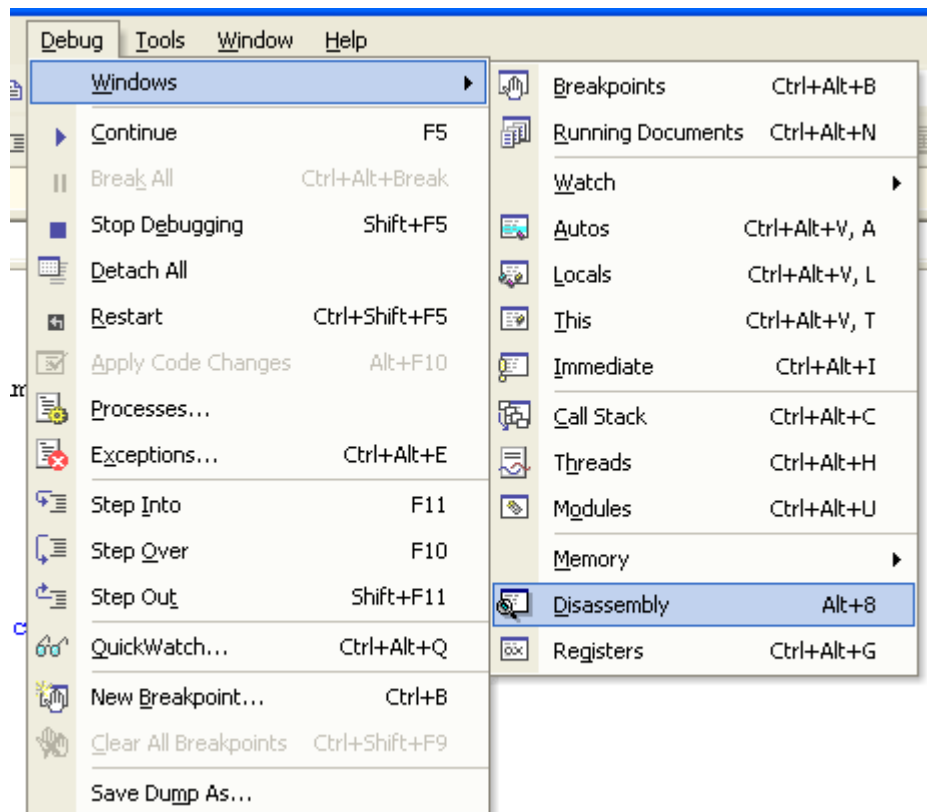 Debug Tools Window Help
Windows
Continue F5
Break All Ctrl+Alt+Break
Stop Debugging Shift+F5
Detach All
Restart Ctrl+Shift+F5
Apply Code Changes Alt+F10
Processes...
Exceptions... Ctrl+Alt+E
Step Into F11
Step Over F10
Step Out Shift+F11
QuickWatch... Ctrl+Alt+Q
New Breakpoint... Ctrl+B
Clear All Breakpoints Ctrl+Shift+F9
Save Dump As...
Breakpoints Ctrl+Alt+B
Running Documents Ctrl+Alt+N
Watch
Autos Ctrl+Alt+V, A
Locals Ctrl+Alt+V, L
This Ctrl+Alt+V, T
Immediate Ctrl+Alt+I
Call Stack Ctrl+Alt+C
Threads Ctrl+Alt+H
Modules Ctrl+Alt+U
Memory
Disassembly Alt+8
Registers Ctrl+Alt+G